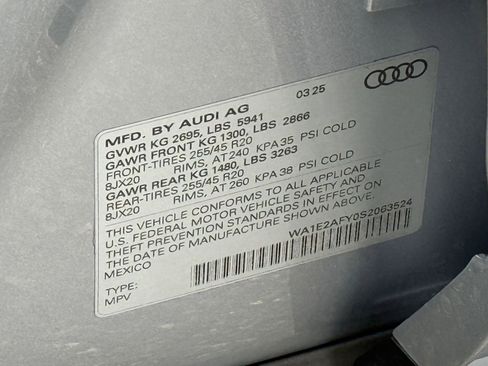 MFD. BY AUDI AG 03 25
GVWR KG 2695, LBS 5941
GAWR FRONT KG 1300, LBS 2866
FRONT-TIRES 255/45 R20
8JX20 RIMS, AT 240 KPA 35 PSI COLD
GAWR REAR KG 1480, LBS 3263
REAR-TIRES 255/45 R20
8JX20 RIMS, AT 260 KPA 38 PSI COLD
THIS VEHICLE CONFORMS TO ALL APPLICABLE
U.S. FEDERAL MOTOR VEHICLE SAFETY AND
THEFT PREVENTION STANDARDS IN EFFECT ON
THE DATE OF MANUFACTURE SHOWN ABOVE.
MEXICO WA1E2AFY0S2063524
TYPE:
MPV